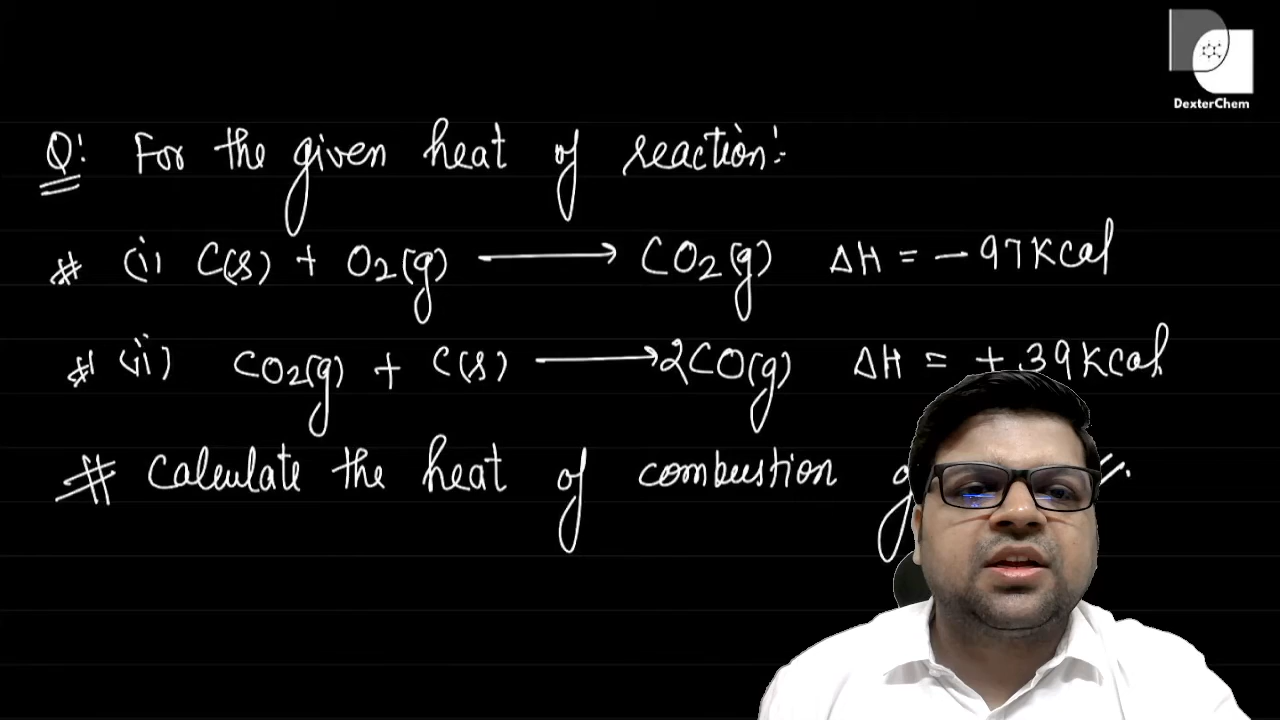 DexterChem
Q: For the given heat of reaction:
# (i) C(s) + O2(g) ⟶ CO2(g) ΔH = -97 Kcal
# (ii) CO2(g) + C(s) ⟶ 2CO(g) ΔH = + 39 Kcal
# Calculate the heat of combustion